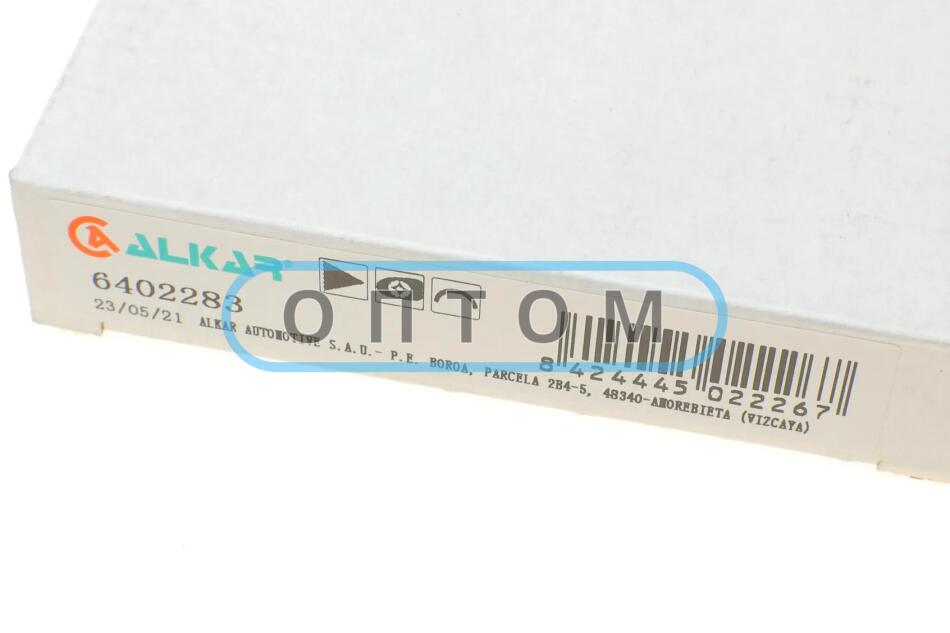 ALKAR®
6402283
23/05/21 ALKAR AUTOMOTIVE S.A.U.- P.E. BOROA, PARCELA 2B4-5, 48340-AMOREBIETA (VIZCAYA)
8 424445 022267
ОПТОМ